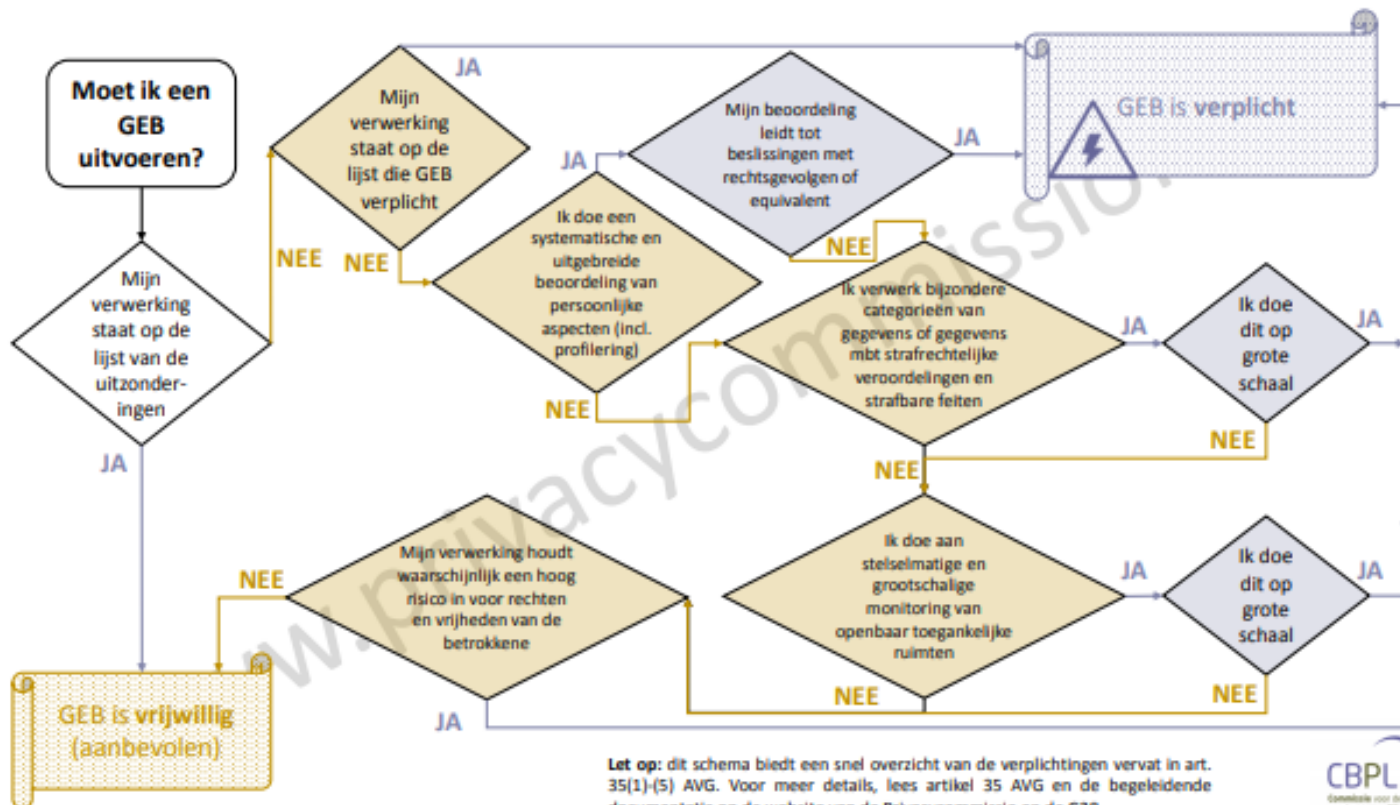 Moet ik een
GEB
uitvoeren?
Mijn
verwerking
staat op de
lijst van de
uitzonder-
ingen
JA
NEE
Mijn
verwerking
staat op de
lijst die GEB
verplicht
JA
NEE
Ik doe een
systematische en
uitgebreide
beoordeling van
persoonlijke
aspecten (incl.
profilering)
JA
NEE
Mijn beoordeling
leidt tot
beslissingen met
rechtsgevolgen of
equivalent
JA
NEE
GEB is verplicht
Ik verwerk bijzondere
categorieën van
gegevens of gegevens
mbt strafrechtelijke
veroordelingen en
strafbare feiten
JA
NEE
Ik doe
dit op
grote
schaal
JA
NEE
Ik doe aan
stelselmatige en
grootschalige
monitoring van
openbaar toegankelijke
ruimten
JA
NEE
Ik doe
dit op
grote
schaal
JA
NEE
Mijn verwerking houdt
waarschijnlijk een hoog
risico in voor rechten
en vrijheden van de
betrokkene
NEE
JA
GEB is vrijwillig
(aanbevolen)
w.privacycommissio
Let op: dit schema biedt een snel overzicht van de verplichtingen vervat in art.
35(1)-(5) AVG. Voor meer details, lees artikel 35 AVG en de begeleidende
CBPL